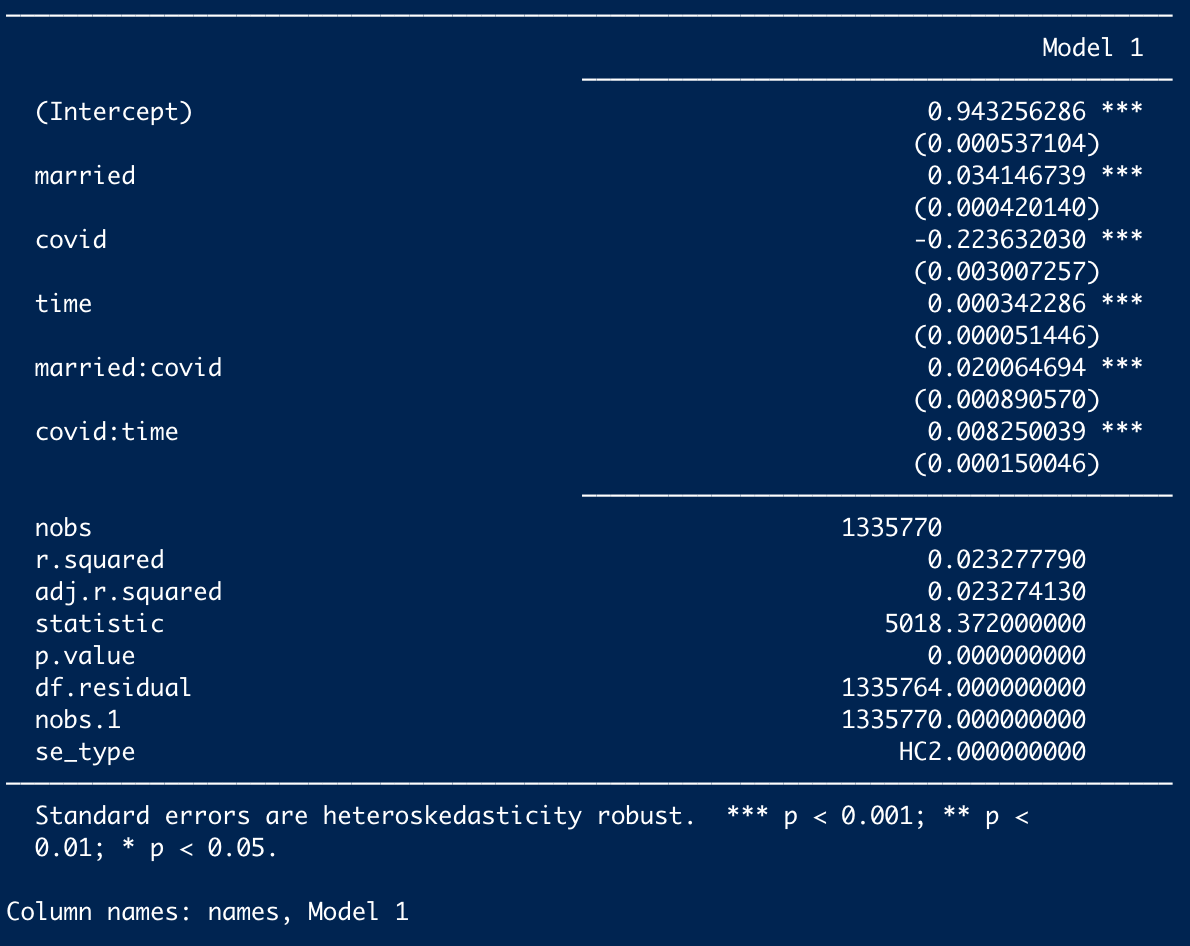 Model 1
(Intercept) 0.943256286 ***
(0.000537104)
married 0.034146739 ***
(0.000420140)
covid -0.223632030 ***
(0.003007257)
time 0.000342286 ***
(0.000051446)
married:covid 0.020064694 ***
(0.000890570)
covid:time 0.008250039 ***
(0.000150046)
nobs 1335770
r.squared 0.023277790
adj.r.squared 0.023274130
statistic 5018.372000000
p.value 0.000000000
df.residual 1335764.000000000
nobs.1 1335770.000000000
se_type HC2.000000000
Standard errors are heteroskedasticity robust. *** p < 0.001; ** p <
0.01; * p < 0.05.
Column names: names, Model 1